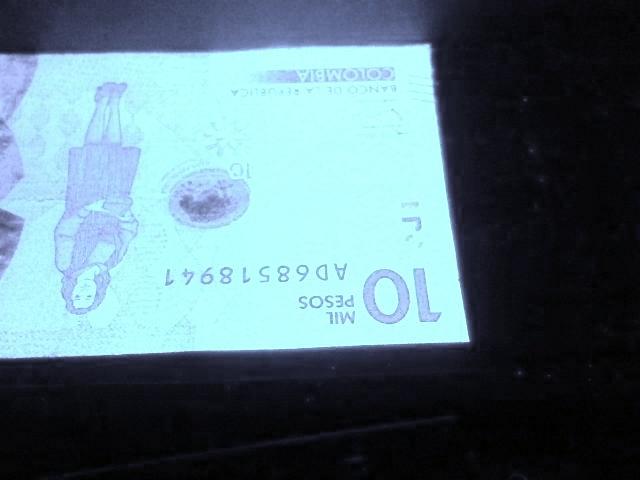 10 MIL
PESOS
AD68518941
10
BANCO DE LA REPÚBLICA
COLOMBIA